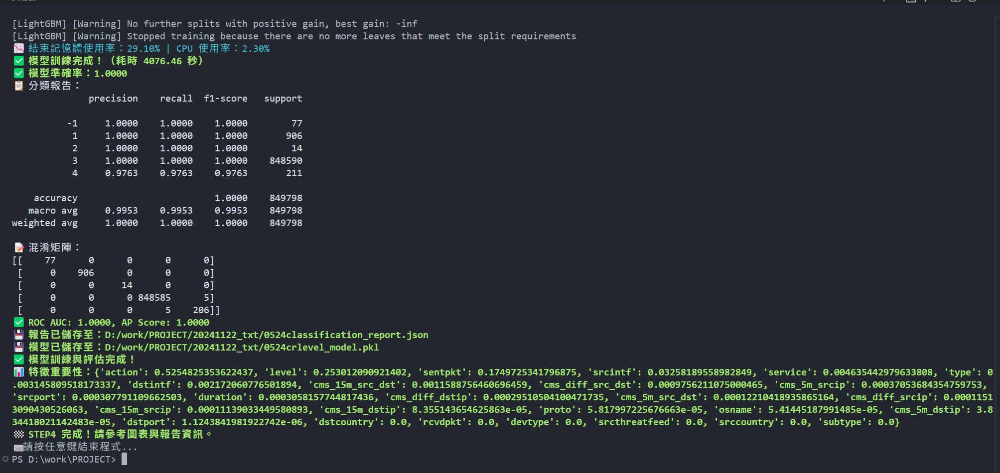 [LightGBM] [Warning] No further splits with positive gain, best gain: -inf
[LightGBM] [Warning] Stopped training because there are no more leaves that meet the split requirements
📉 結束記憶體使用率：29.10% | CPU 使用率：2.30%
✅ 模型訓練完成！（耗時 4076.46 秒）
✅ 模型準確率：1.0000
📋 分類報告：
              precision    recall  f1-score   support

          -1     1.0000    1.0000    1.0000        77
           1     1.0000    1.0000    1.0000       906
           2     1.0000    1.0000    1.0000        14
           3     1.0000    1.0000    1.0000    848590
           4     0.9763    0.9763    0.9763       211

    accuracy                         1.0000    849798
   macro avg     0.9953    0.9953    0.9953    849798
weighted avg     1.0000    1.0000    1.0000    849798

📝 混淆矩陣：
[[    77      0      0      0      0]
 [     0    906      0      0      0]
 [     0      0     14      0      0]
 [     0      0      0 848585      5]
 [     0      0      0      5    206]]
✅ ROC AUC: 1.0000, AP Score: 1.0000
💾 報告已儲存至：D:/work/PROJECT/20241122_txt/0524classification_report.json
💾 模型已儲存至：D:/work/PROJECT/20241122_txt/0524crlevel_model.pkl
✅ 模型訓練與評估完成！
📊 特徵重要性：{'action': 0.5254825353622437, 'level': 0.253012090921402, 'sentpkt': 0.1749725341796875, 'srcintf': 0.03258189558982849, 'service': 0.004635442979633808, 'type': 0
.003145809518173337, 'dstintf': 0.002172060776501894, 'cms_15m_src_dst': 0.0011588756460696459, 'cms_diff_src_dst': 0.0009756211075000465, 'cms_5m_srcip': 0.00037053684354759753,
'srcport': 0.000307791109662503, 'duration': 0.0003058157744817436, 'cms_diff_dstip': 0.00029510504100471735, 'cms_5m_src_dst': 0.00012210418935865164, 'cms_diff_srcip': 0.0001151
3090430526063, 'cms_15m_srcip': 0.00011139033449580893, 'cms_15m_dstip': 8.355143654625863e-05, 'proto': 5.817997225676663e-05, 'osname': 5.41445187991485e-05, 'cms_5m_dstip': 3.8
34418021142483e-05, 'dstport': 1.1243841981922742e-06, 'dstcountry': 0.0, 'rcvdpkt': 0.0, 'devtype': 0.0, 'srcthreatfeed': 0.0, 'srccountry': 0.0, 'subtype': 0.0}
🏁 STEP4 完成！請參考圖表與報告資訊。
⌨️請按任意鍵結束程式...
PS D:\work\PROJECT>